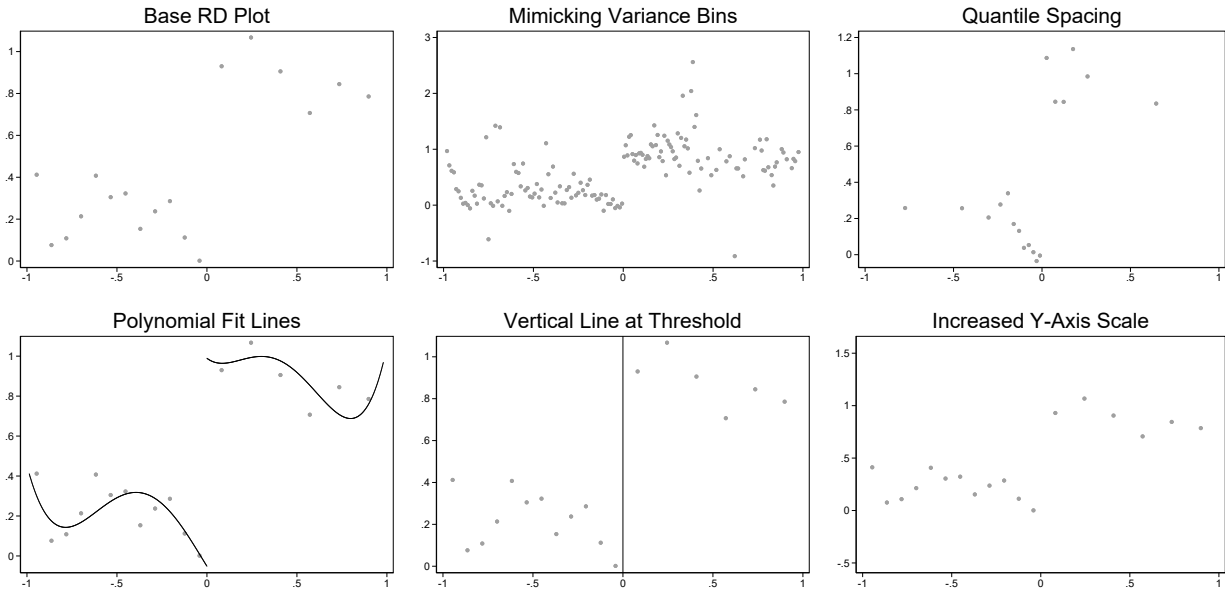 Base RD Plot
1
.8
.6
.4
.2
0
-1 -.5 0 .5 1
Mimicking Variance Bins
3
2
1
0
-1
-1 -.5 0 .5 1
Quantile Spacing
1.2
1
.8
.6
.4
.2
0
-1 -.5 0 .5 1
Polynomial Fit Lines
1
.8
.6
.4
.2
0
-1 -.5 0 .5 1
Vertical Line at Threshold
1
.8
.6
.4
.2
0
-1 -.5 0 .5 1
Increased Y-Axis Scale
1.5
1
.5
0
-.5
-1 -.5 0 .5 1